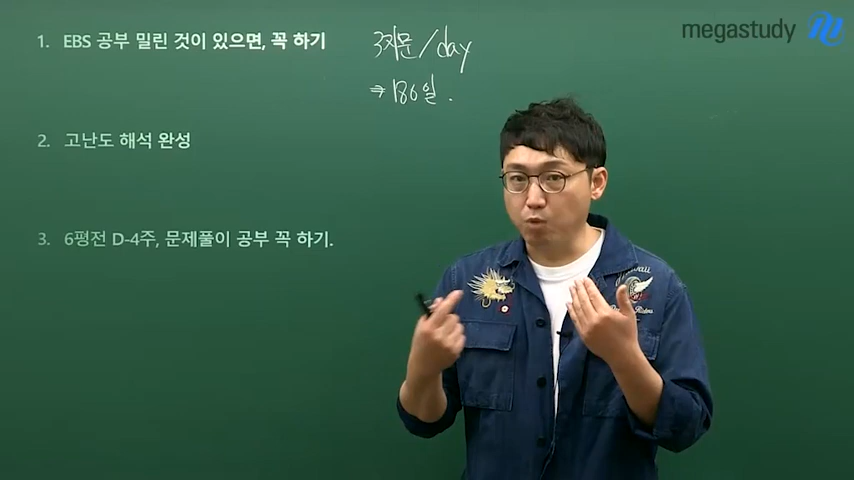 megastudy
1. EBS 공부 밀린 것이 있으면, 꼭 하기
3지문/day
⇒ 180일.
2. 고난도 해석 완성
3. 6평전 D-4주, 문제풀이 공부 꼭 하기.